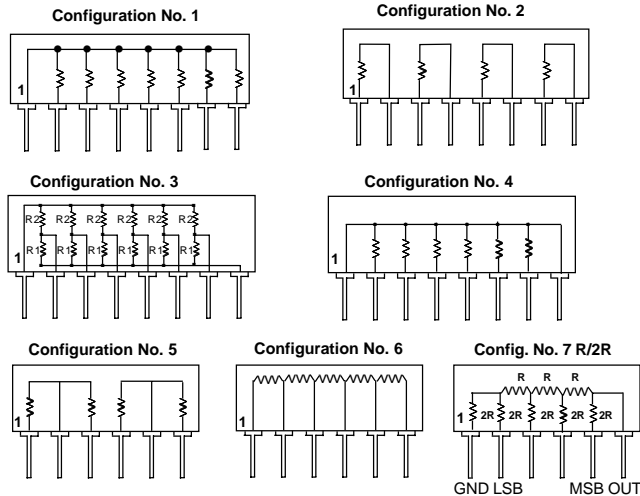 Configuration No. 1
Configuration No. 2
1
1
Configuration No. 3
Configuration No. 4
R2 R2 R2 R2 R2 R2
R1 R1 R1 R1 R1 R1
1
1
Configuration No. 5
Configuration No. 6
Config. No. 7 R/2R
R R R
1
1
2R 2R 2R 2R 2R
GND LSB MSB OUT